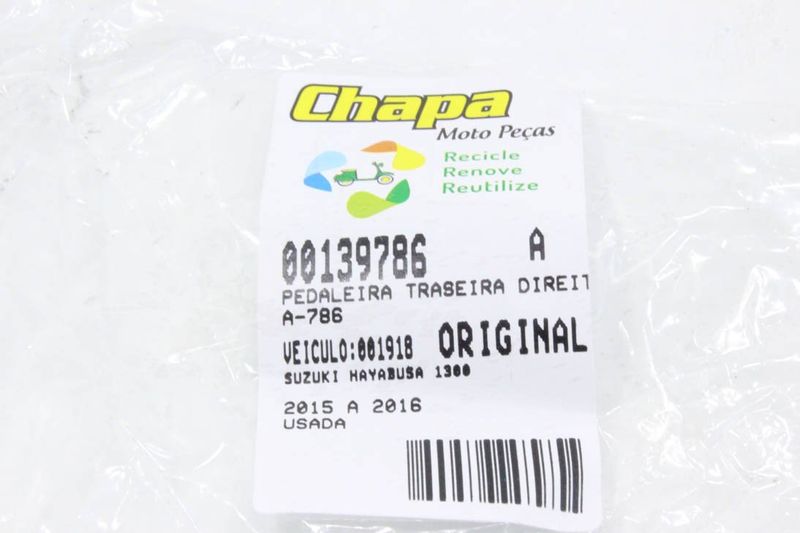 Chapa
Moto Peças
Recicle
Renove
Reutilize
00139786 A
PEDALEIRA TRASEIRA DIREIT
A-786
VEICULO:001918 ORIGINAL
SUZUKI HAYABUSA 1300
2015 A 2016
USADA